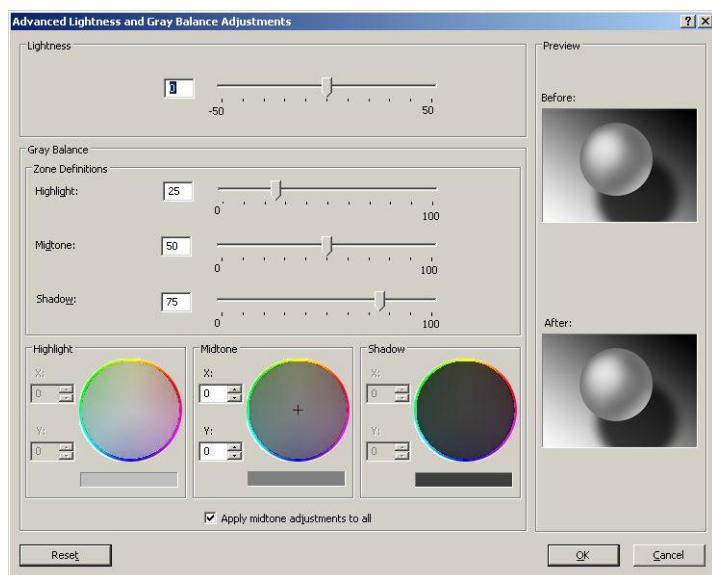 Advanced Lightness and Gray Balance Adjustments
Lightness
0
-50 50
Gray Balance
Zone Definitions
Highlight: 25
0 100
Midtone: 50
0 100
Shadow: 75
0 100
Highlight
X:
0
Y:
0
Midtone
X:
0
Y:
0
Shadow
X:
0
Y:
0
Apply midtone adjustments to all
Preview
Before:
After:
Reset
OK
Cancel